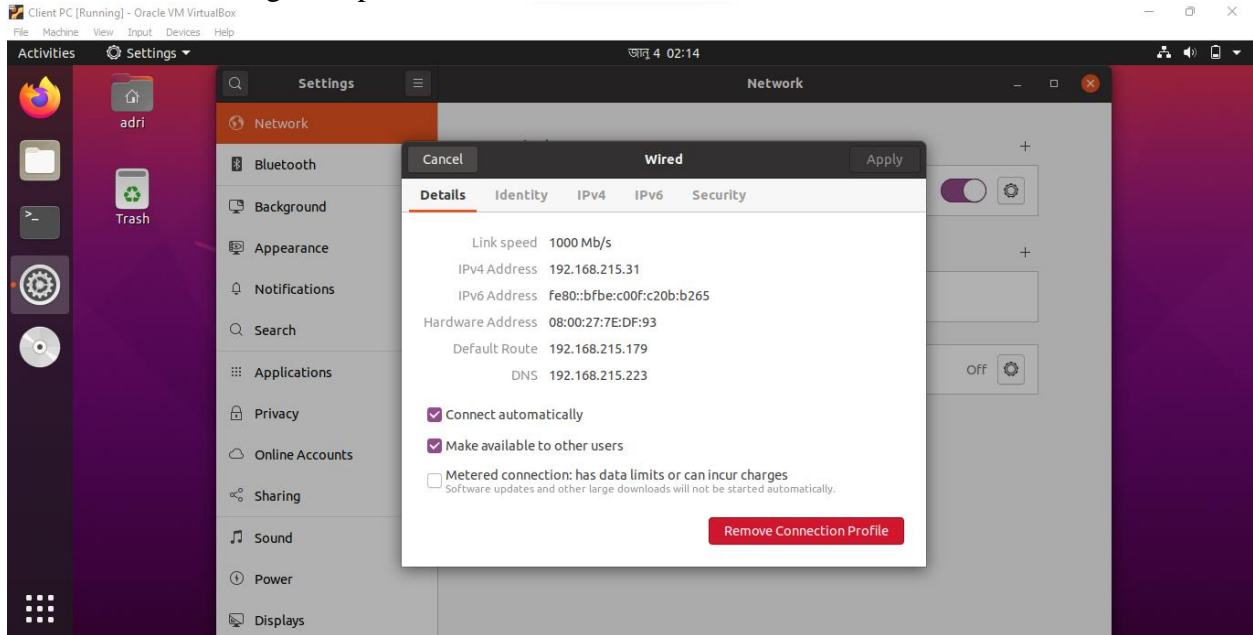 Client PC [Running] - Oracle VM VirtualBox
File Machine View Input Devices Help
Activities Settings জানু 4 02:14
adri
Trash
Settings Network
Network
Bluetooth
Background
Appearance
Notifications
Search
Applications
Privacy
Online Accounts
Sharing
Sound
Power
Displays
Cancel Wired Apply
Details Identity IPv4 IPv6 Security
Link speed 1000 Mb/s
IPv4 Address 192.168.215.31
IPv6 Address fe80::bfbe:c00f:c20b:b265
Hardware Address 08:00:27:7E:DF:93
Default Route 192.168.215.179
DNS 192.168.215.223
Connect automatically
Make available to other users
Metered connection: has data limits or can incur charges
Software updates and other large downloads will not be started automatically.
Remove Connection Profile
Off